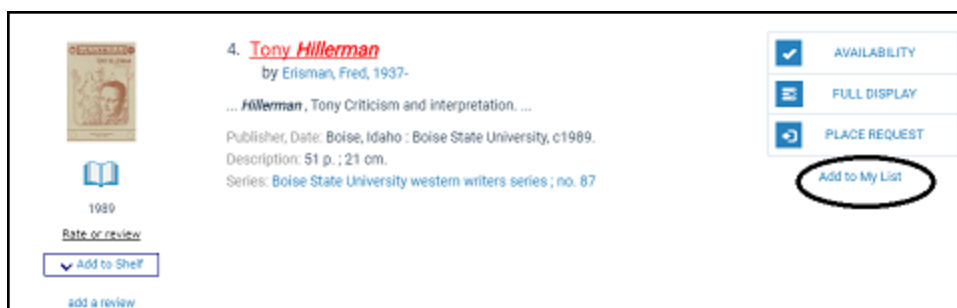 4. Tony Hillerman
by Erisman, Fred, 1937-
... Hillerman , Tony Criticism and interpretation. ...
Publisher, Date: Boise, Idaho : Boise State University, c1989.
Description: 51 p. ; 21 cm.
Series: Boise State University western writers series ; no. 87
1989
Rate or review
Add to Shelf
add a review
AVAILABILITY
FULL DISPLAY
PLACE REQUEST
Add to My List